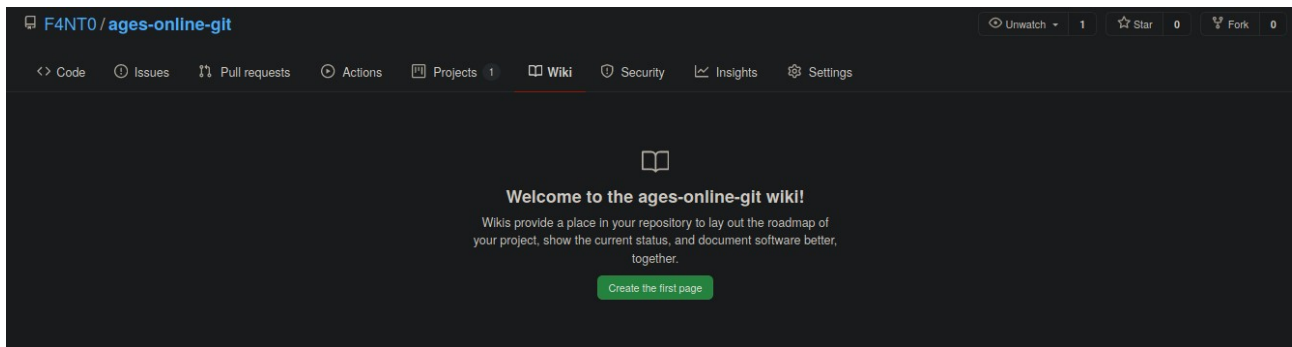 F4NT0 / ages-online-git
Unwatch 1 Star 0 Fork 0
<> Code Issues Pull requests Actions Projects 1 Wiki Security Insights Settings
Welcome to the ages-online-git wiki!
Wikis provide a place in your repository to lay out the roadmap of
your project, show the current status, and document software better,
together.
Create the first page